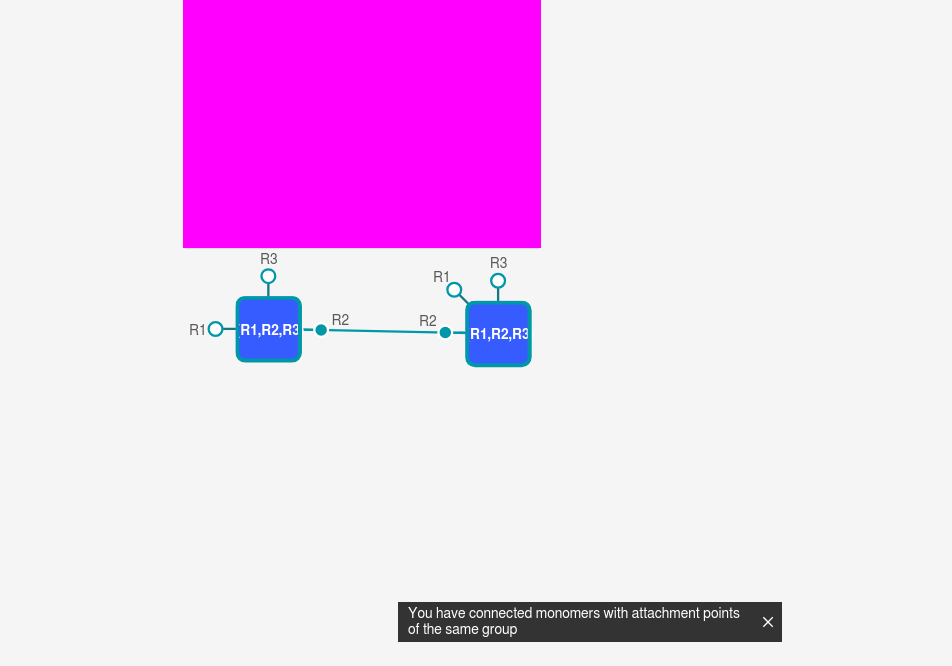 R3
R3
R1
R1
R1,R2,R3
R2
R2
R1,R2,R3
You have connected monomers with attachment points
of the same group